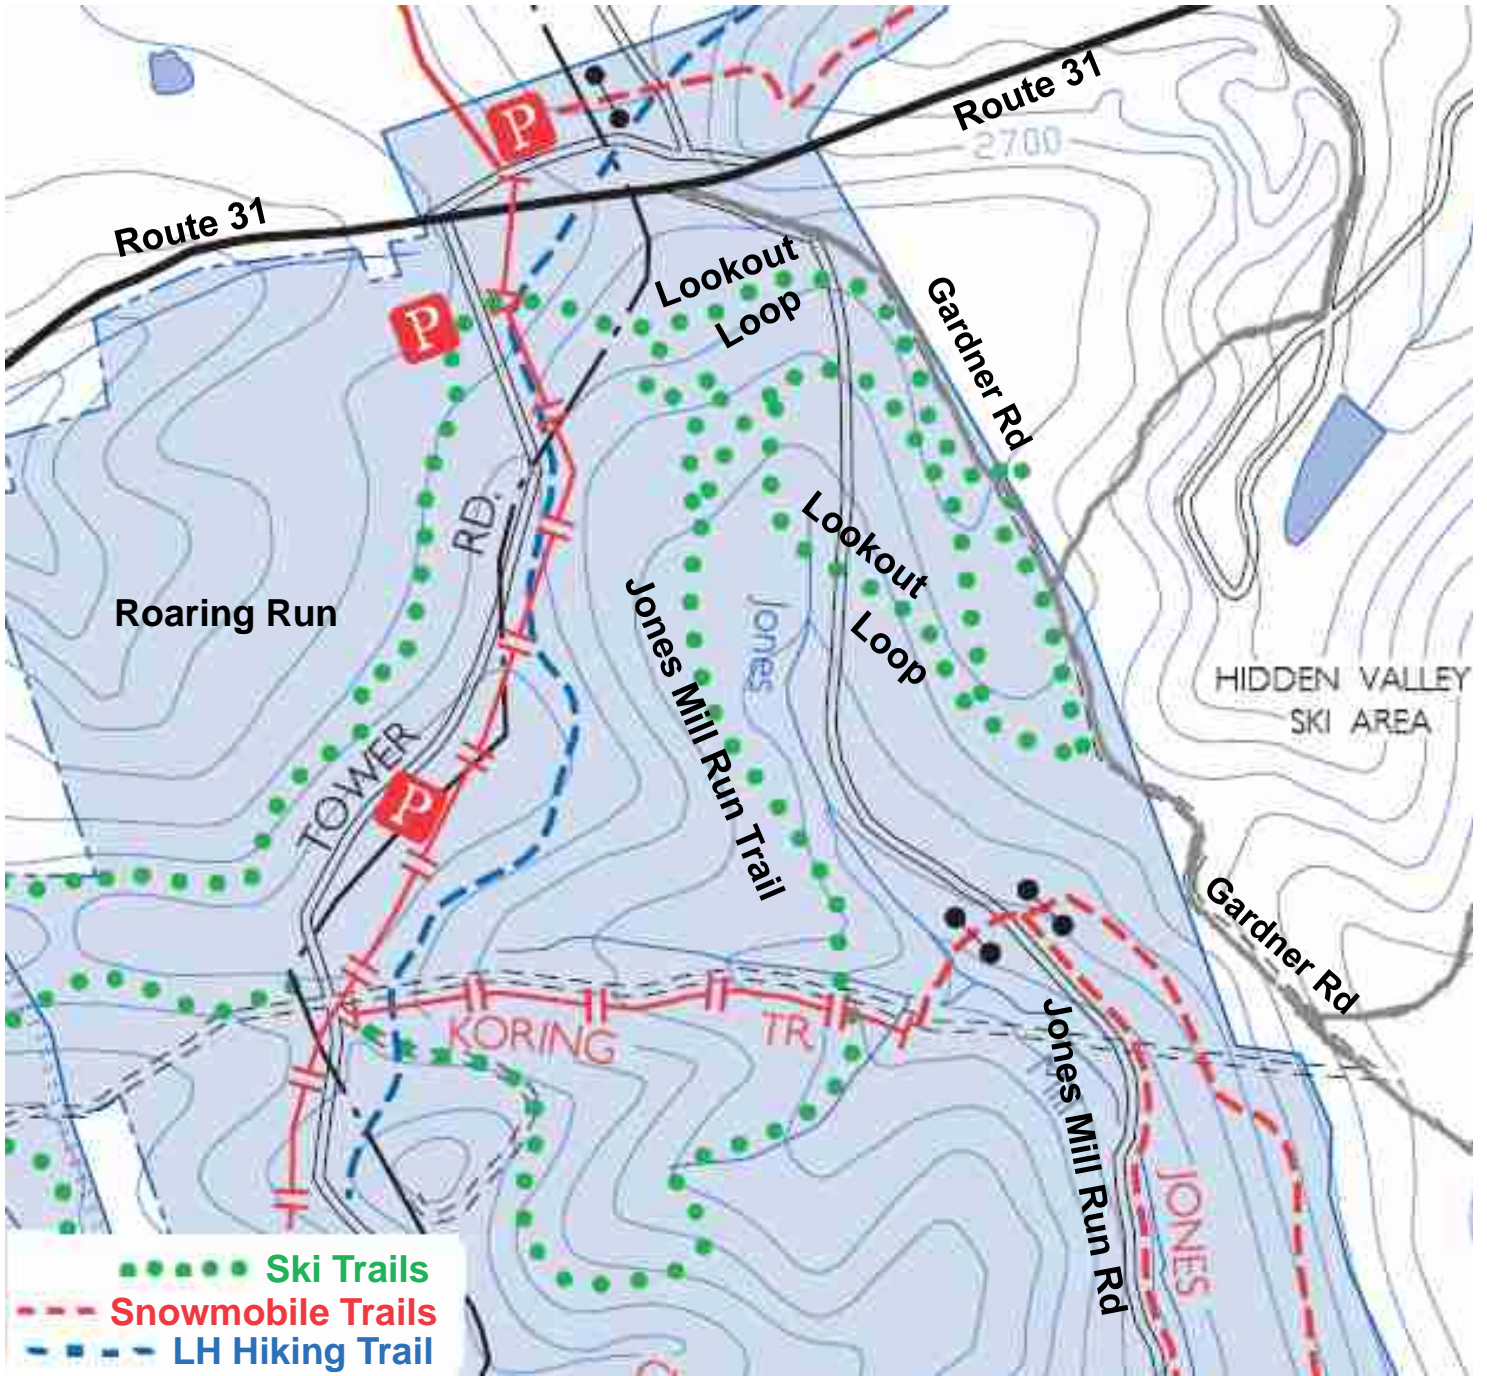 P
Route 31
2700
Route 31
Lookout
Loop
P
Gardner Rd
RD.
Lookout
Loop
Jones Mill Run Trail
Jones
Roaring Run
HIDDEN VALLEY
SKI AREA
TOWER
P
Gardner Rd
KORING
TR.
Jones Mill Run Rd
JONES
Ski Trails
Snowmobile Trails
LH Hiking Trail